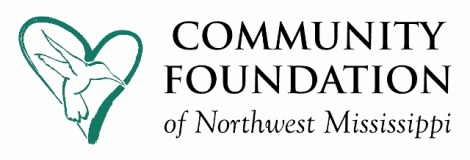 COMMUNITY
FOUNDATION
of Northwest Mississippi